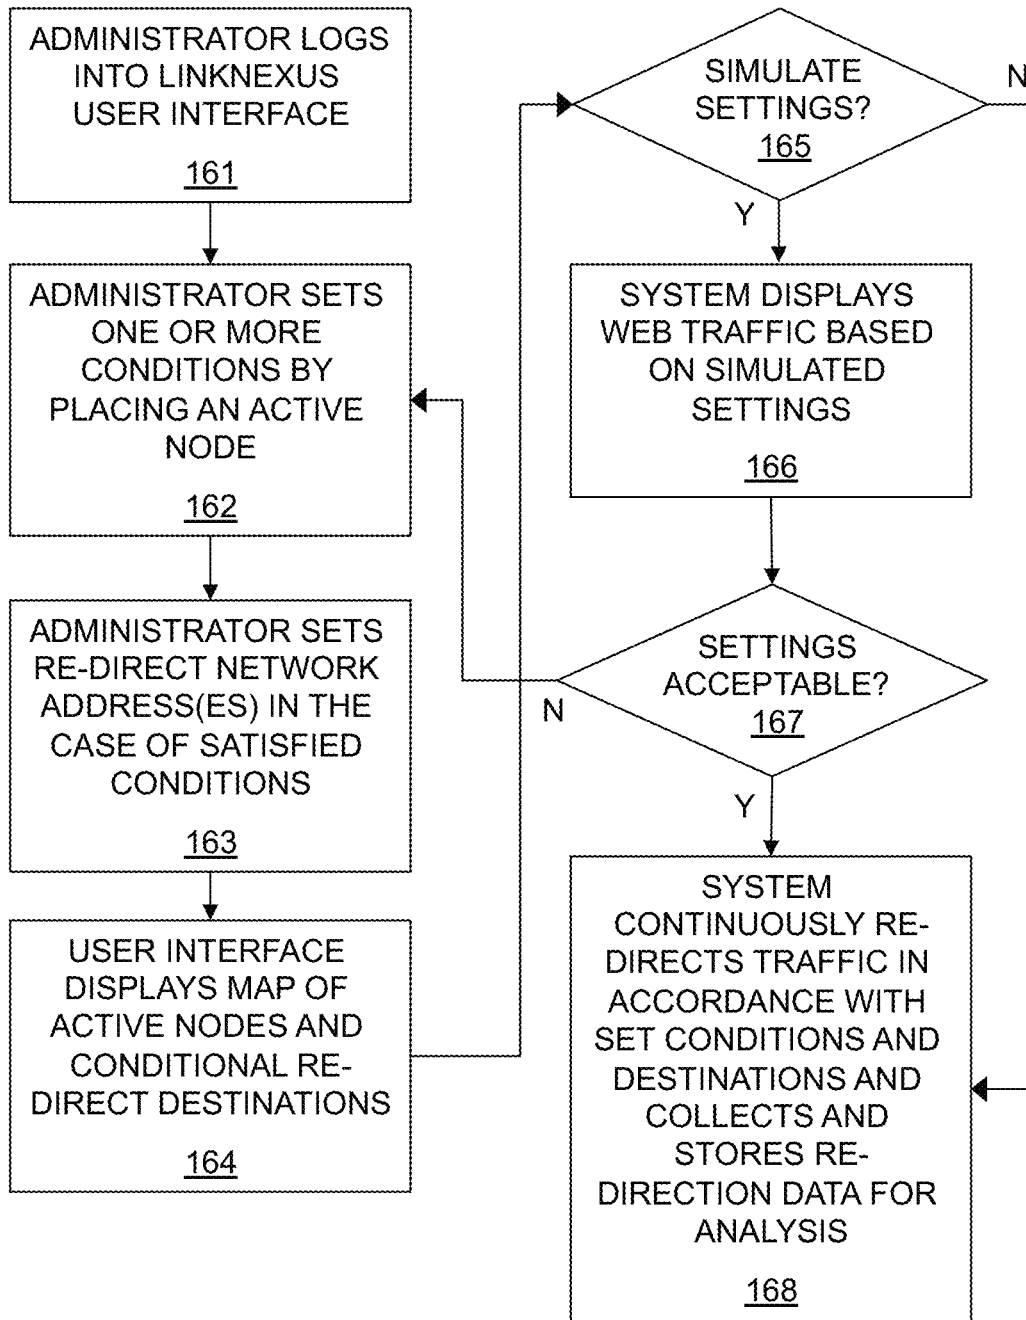 ADMINISTRATOR LOGS
INTO LINKNEXUS
USER INTERFACE
161
ADMINISTRATOR SETS
ONE OR MORE
CONDITIONS BY
PLACING AN ACTIVE
NODE
162
ADMINISTRATOR SETS
RE-DIRECT NETWORK
ADDRESS(ES) IN THE
CASE OF SATISFIED
CONDITIONS
163
USER INTERFACE
DISPLAYS MAP OF
ACTIVE NODES AND
CONDITIONAL RE-
DIRECT DESTINATIONS
164
SIMULATE
SETTINGS?
165
N
Y
SYSTEM DISPLAYS
WEB TRAFFIC BASED
ON SIMULATED
SETTINGS
166
SETTINGS
ACCEPTABLE?
167
N
Y
SYSTEM
CONTINUOUSLY RE-
DIRECTS TRAFFIC IN
ACCORDANCE WITH
SET CONDITIONS AND
DESTINATIONS AND
COLLECTS AND
STORES RE-
DIRECTION DATA FOR
ANALYSIS
168